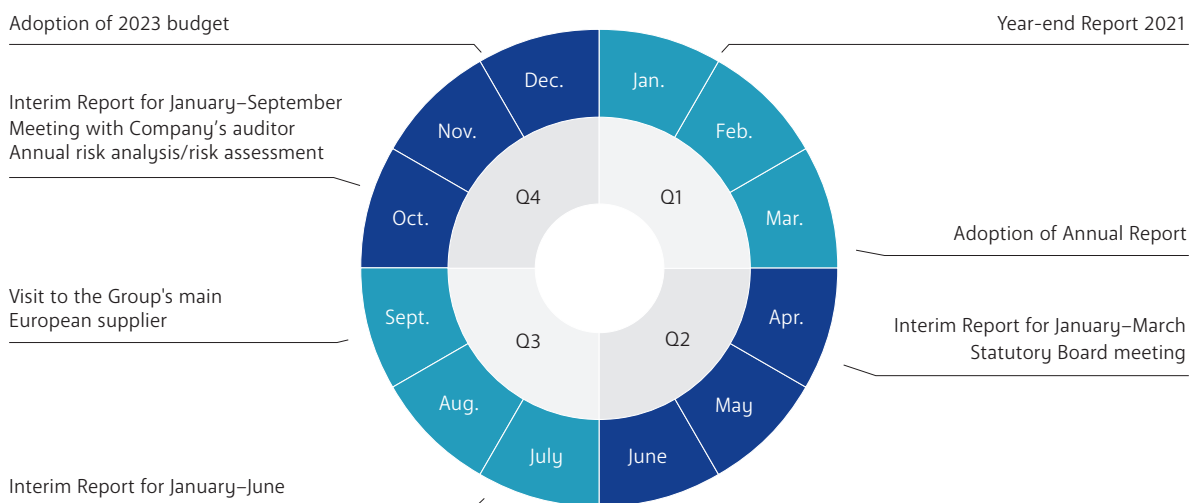 Adoption of 2023 budget
Year-end Report 2021
Interim Report for January–September
Meeting with Company's auditor
Annual risk analysis/risk assessment
Adoption of Annual Report
Visit to the Group's main
European supplier
Interim Report for January–March
Statutory Board meeting
Interim Report for January–June
Dec.
Jan.
Nov.
Feb.
Q4
Q1
Oct.
Mar.
Sept.
Apr.
Q3
Q2
Aug.
May
July
June